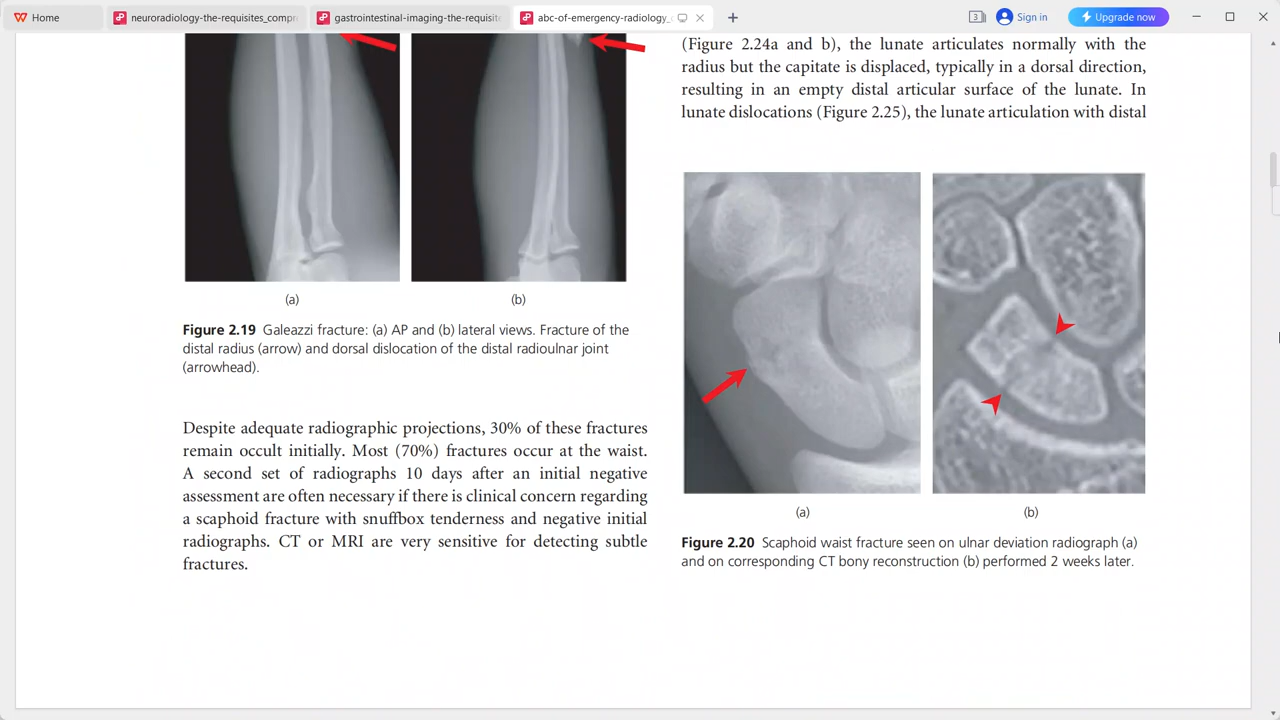 Home
neuroradiology-the-requisites_compr
gastrointestinal-imaging-the-requisite
abc-of-emergency-radiology_
3
Sign in
Upgrade now
(a)
(b)
Figure 2.19 Galeazzi fracture: (a) AP and (b) lateral views. Fracture of the
distal radius (arrow) and dorsal dislocation of the distal radioulnar joint
(arrowhead).
Despite adequate radiographic projections, 30% of these fractures
remain occult initially. Most (70%) fractures occur at the waist.
A second set of radiographs 10 days after an initial negative
assessment are often necessary if there is clinical concern regarding
a scaphoid fracture with snuffbox tenderness and negative initial
radiographs. CT or MRI are very sensitive for detecting subtle
fractures.
(Figure 2.24a and b), the lunate articulates normally with the
radius but the capitate is displaced, typically in a dorsal direction,
resulting in an empty distal articular surface of the lunate. In
lunate dislocations (Figure 2.25), the lunate articulation with distal
(a)
(b)
Figure 2.20 Scaphoid waist fracture seen on ulnar deviation radiograph (a)
and on corresponding CT bony reconstruction (b) performed 2 weeks later.